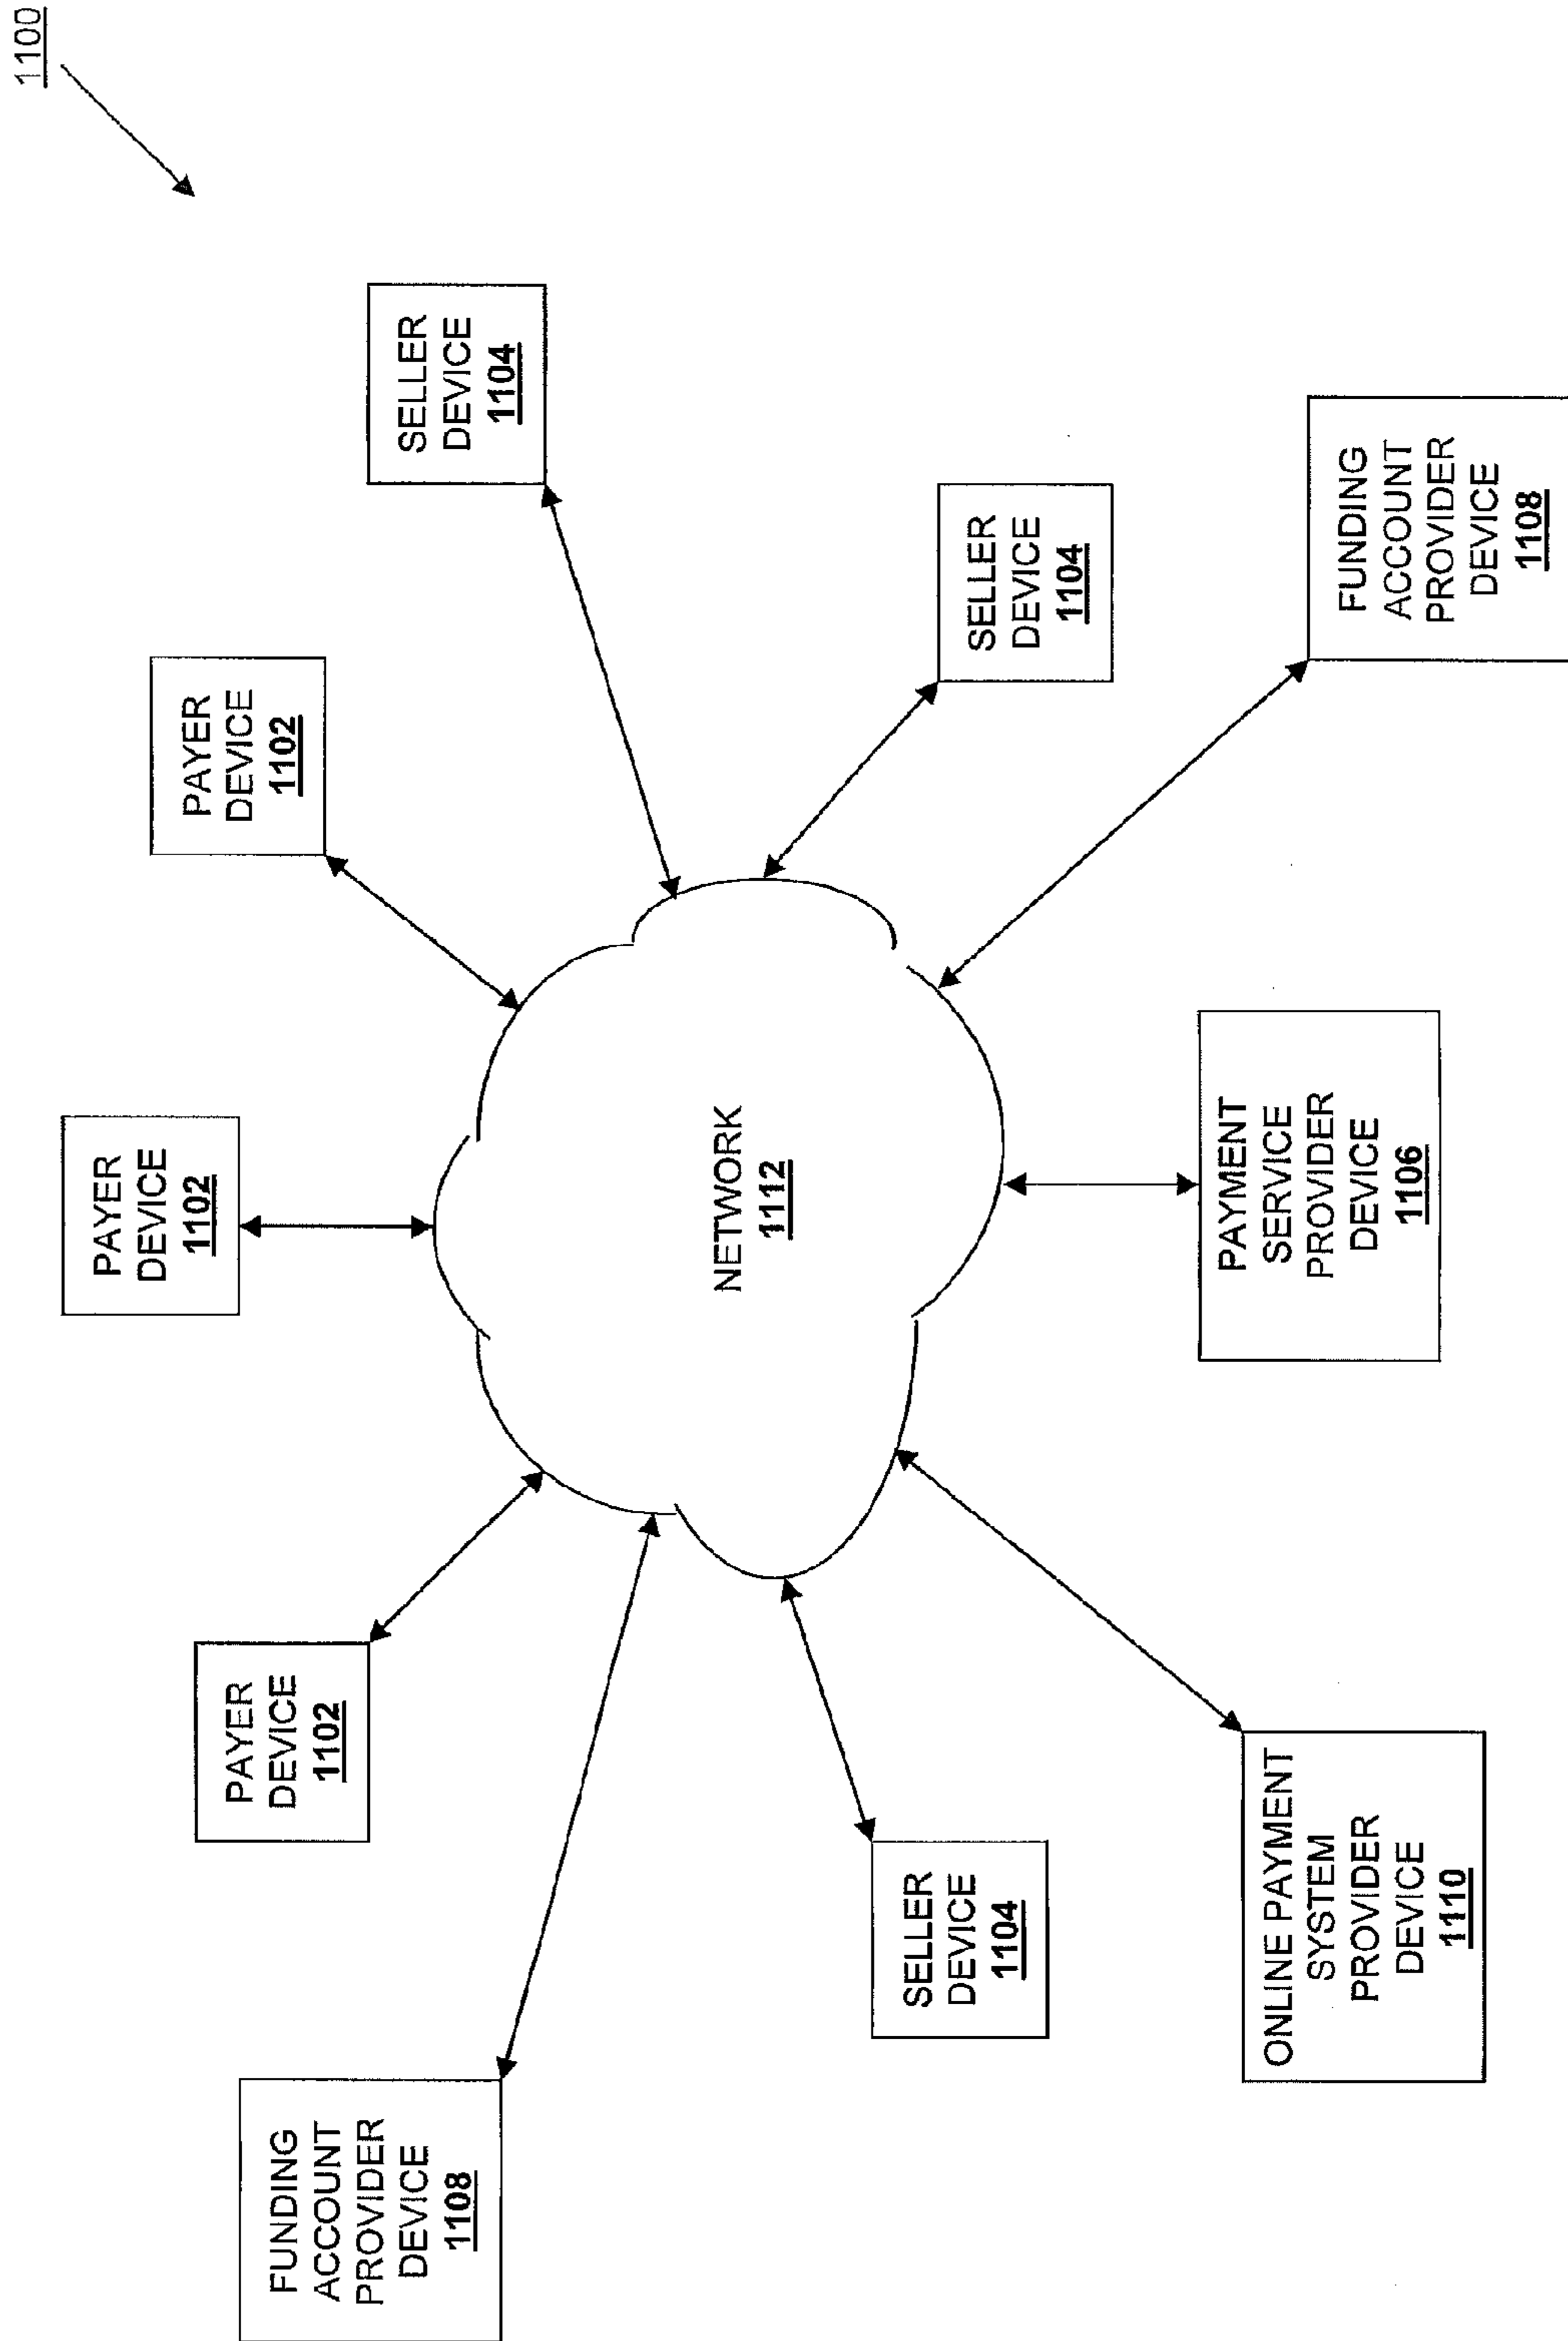 1100
PAYER
DEVICE
1102
PAYER
DEVICE
1102
PAYER
DEVICE
1102
FUNDING
ACCOUNT
PROVIDER
DEVICE
1108
SELLER
DEVICE
1104
NETWORK
1112
SELLER
DEVICE
1104
SELLER
DEVICE
1104
ONLINE PAYMENT
SYSTEM
PROVIDER
DEVICE
1110
PAYMENT
SERVICE
PROVIDER
DEVICE
1106
FUNDING
ACCOUNT
PROVIDER
DEVICE
1108